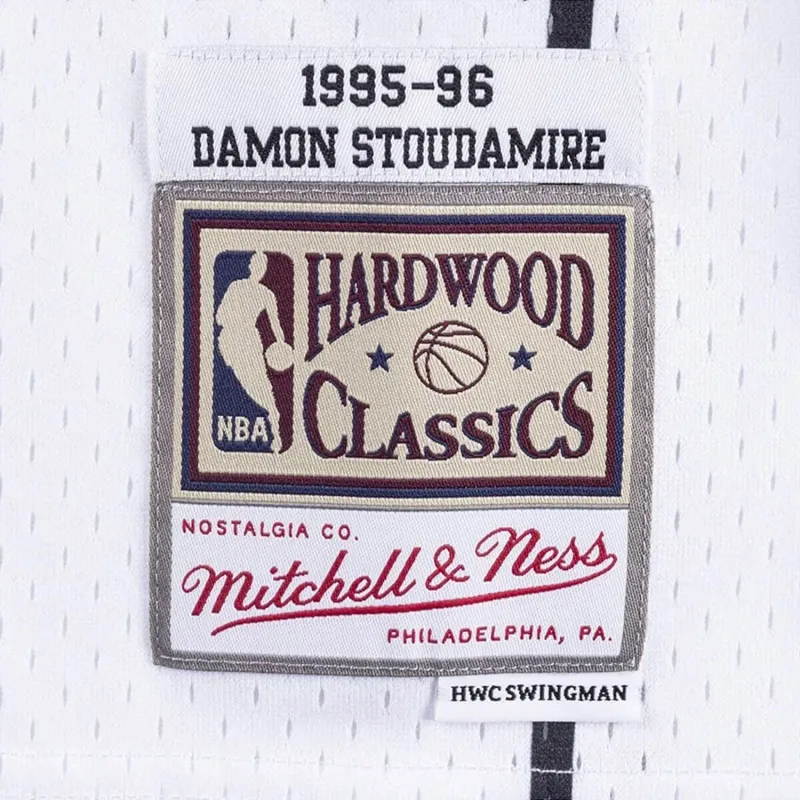 1995-96
DAMON STOUDAMIRE
HARDWOOD
NBA
CLASSICS
NOSTALGIA CO.
Mitchell & Ness
PHILADELPHIA, PA.
HWC SWINGMAN